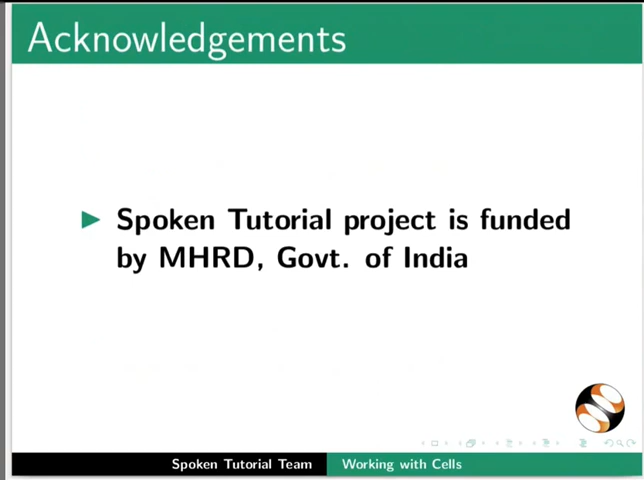 Acknowledgements
Spoken Tutorial project is funded
by MHRD, Govt. of India
Spoken Tutorial Team
Working with Cells